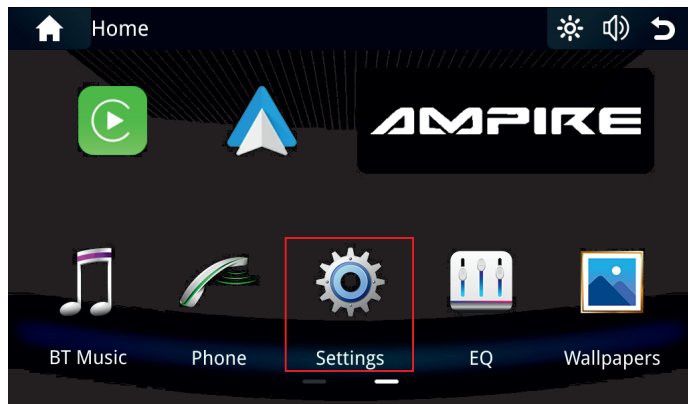 Home
AMPIRE
BT Music
Phone
Settings
EQ
Wallpapers